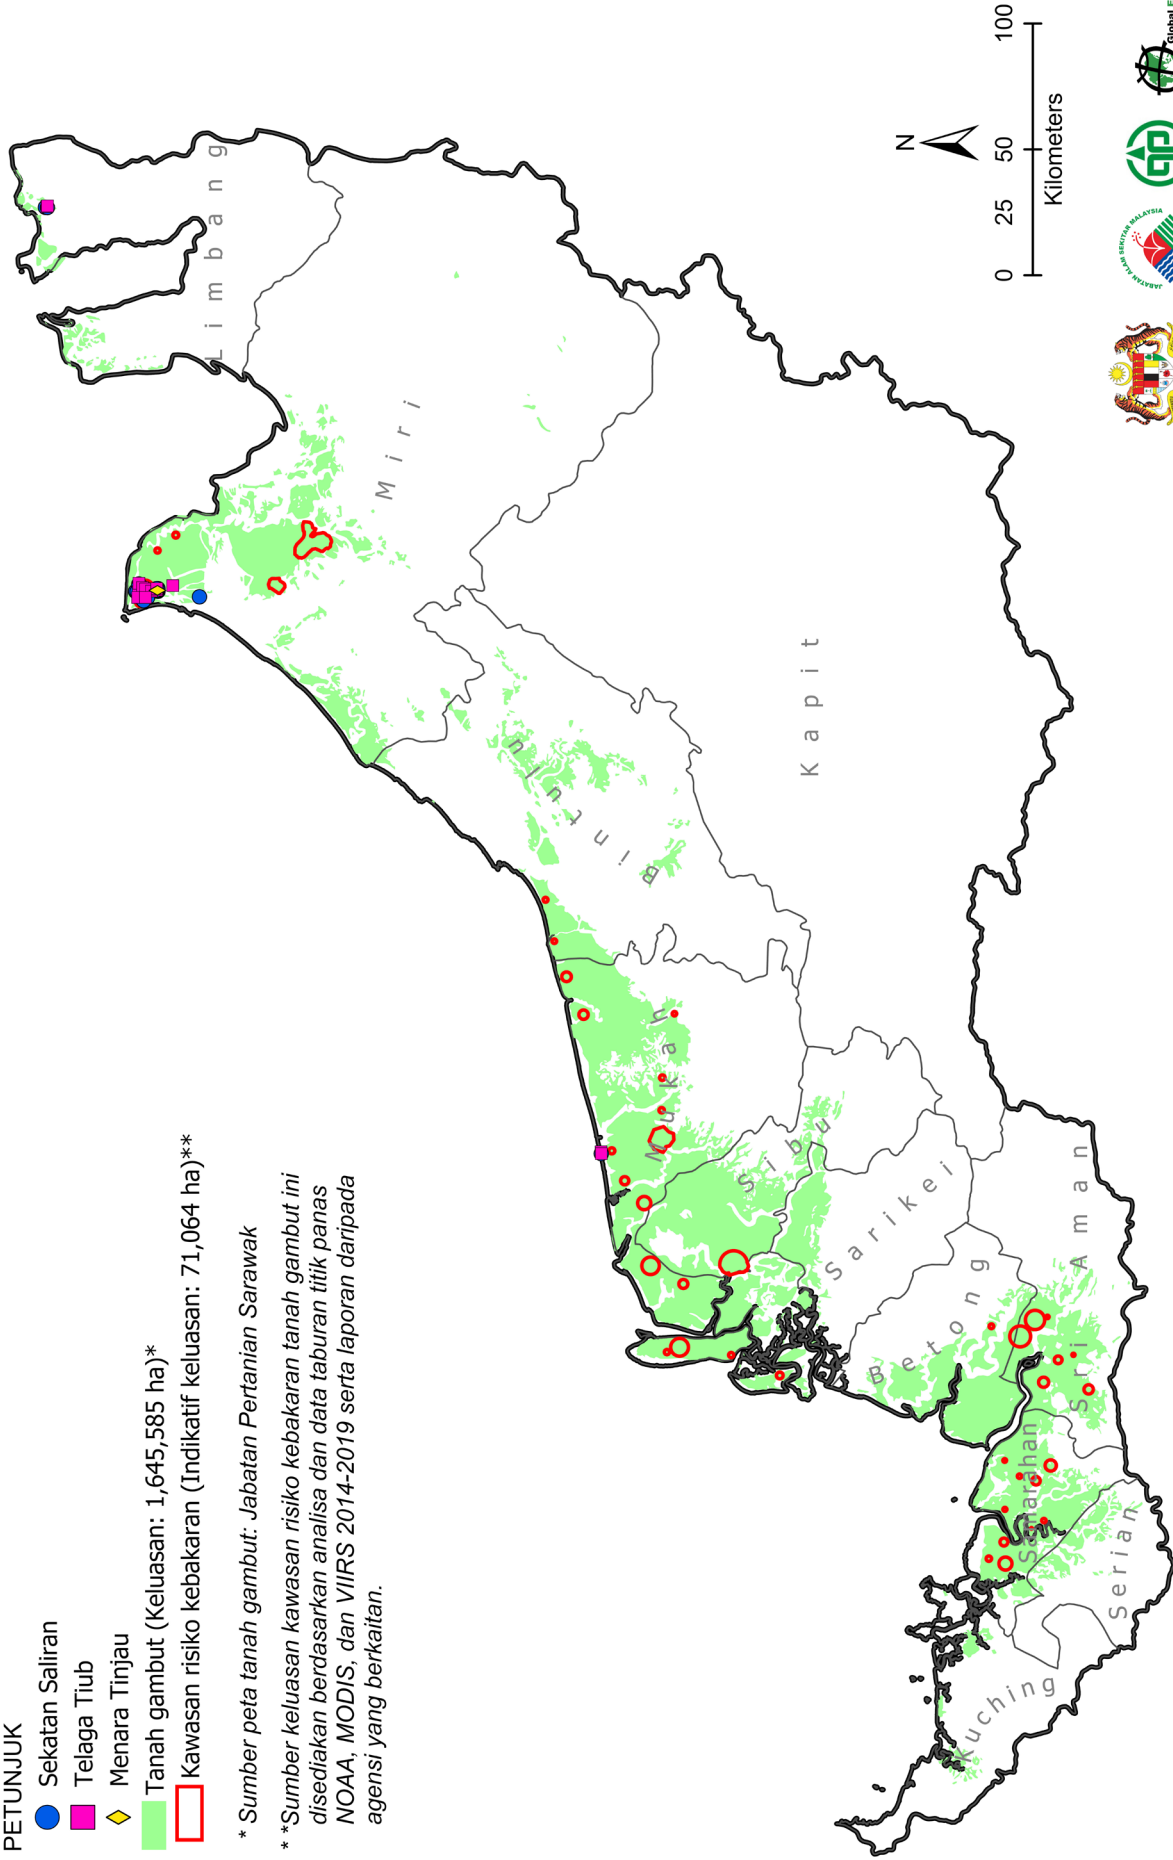 PETUNJUK
Sekatan Saliran
Telaga Tiub
Menara Tinjau
Tanah gambut (Keluasan: 1,645,585 ha)*
Kawasan risiko kebakaran (Indikatif keluasan: 71,064 ha)**
* Sumber peta tanah gambut: Jabatan Pertanian Sarawak
**Sumber keluasan kawasan risiko kebakaran tanah gambut ini
disediakan berdasarkan analisa dan data taburan titik panas
NOAA, MODIS, dan VIIRS 2014-2019 serta laporan daripada
agensi yang berkaitan.
Limbang
Miri
Bintulu
Kapit
Mukah
Sibu
Sarikei
Betong
Sri Aman
Samarahan
Serian
Kuching
N
0 25 50 100
Kilometers
JABATAN ALAM SEKITAR MALAYSIA
Global